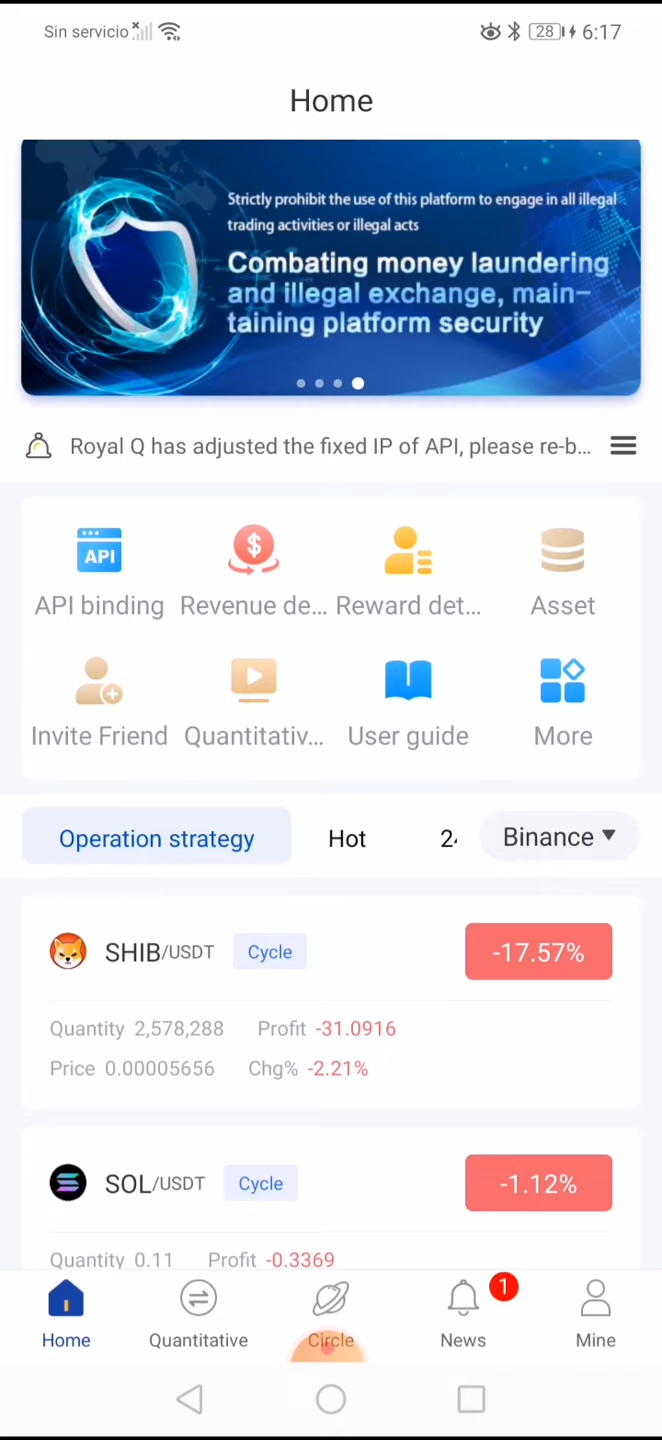 Sin servicio
28
6:17
Home
Strictly prohibit the use of this platform to engage in all illegal
trading activities or illegal acts
Combating money laundering
and illegal exchange, main-
taining platform security
Royal Q has adjusted the fixed IP of API, please re-b...
API
$
API binding
Revenue de...
Reward det...
Asset
Invite Friend
Quantitativ...
User guide
More
Operation strategy
Hot
Binance
SHIB/USDT
Cycle
-17.57%
Quantity 2,578,288 Profit -31.0916
Price 0.00005656 Chg% -2.21%
SOL/USDT
Cycle
-1.12%
Quantity 0.11 Profit -0.3369
1
Home
Quantitative
Circle
News
Mine